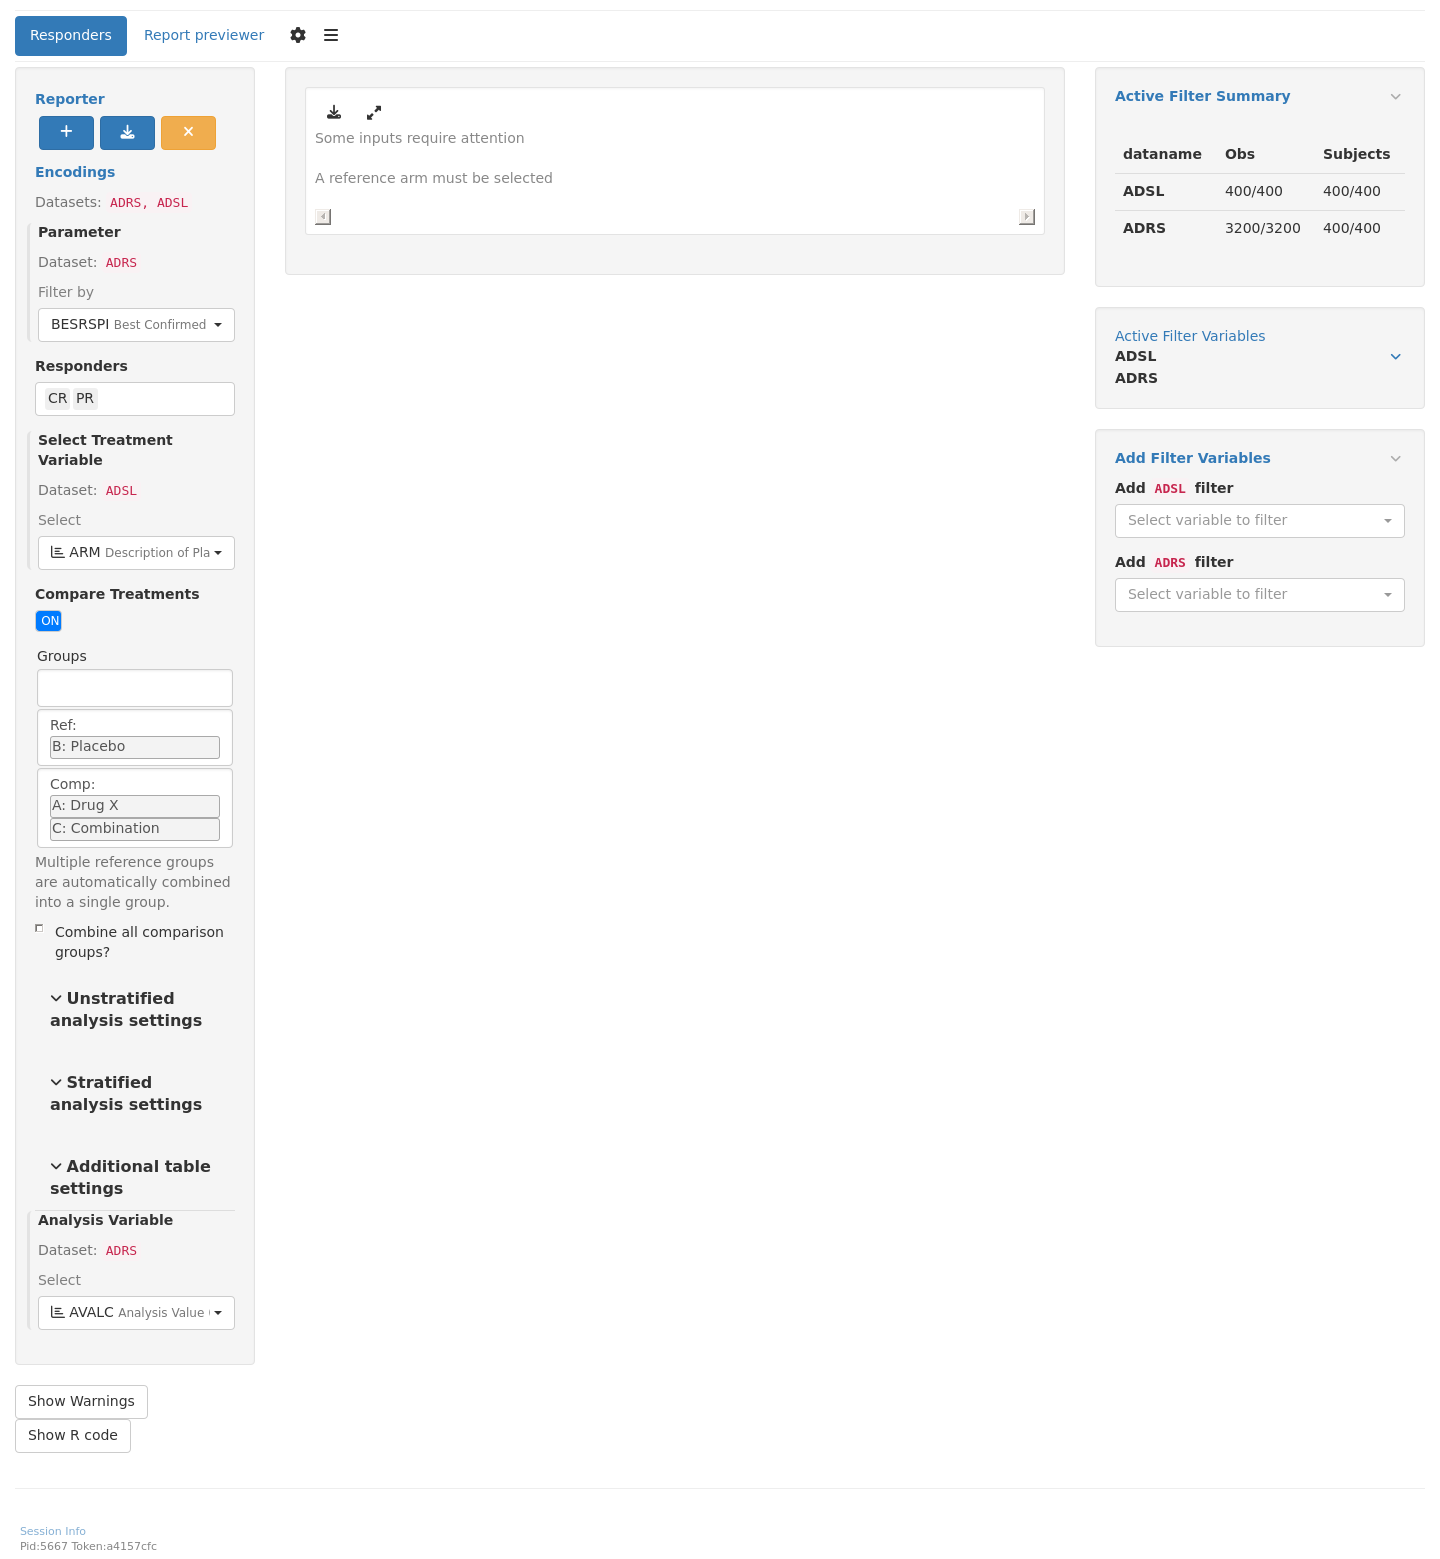 Responders
Report previewer
Reporter
Encodings
Datasets: ADRS, ADSL
Parameter
Dataset: ADRS
Filter by
BESRSPI Best Confirmed
Responders
CR PR
Select Treatment
Variable
Dataset: ADSL
Select
ARM Description of Pla
Compare Treatments
ON
Groups
Ref:
B: Placebo
Comp:
A: Drug X
C: Combination
Multiple reference groups
are automatically combined
into a single group.
Combine all comparison
groups?
Unstratified
analysis settings
Stratified
analysis settings
Additional table
settings
Analysis Variable
Dataset: ADRS
Select
AVALC Analysis Value
Show Warnings
Show R code
Some inputs require attention
A reference arm must be selected
Active Filter Summary
dataname Obs Subjects
ADSL 400/400 400/400
ADRS 3200/3200 400/400
Active Filter Variables
ADSL
ADRS
Add Filter Variables
Add ADSL filter
Select variable to filter
Add ADRS filter
Select variable to filter
Session Info
Pid:5667 Token:a4157cfc